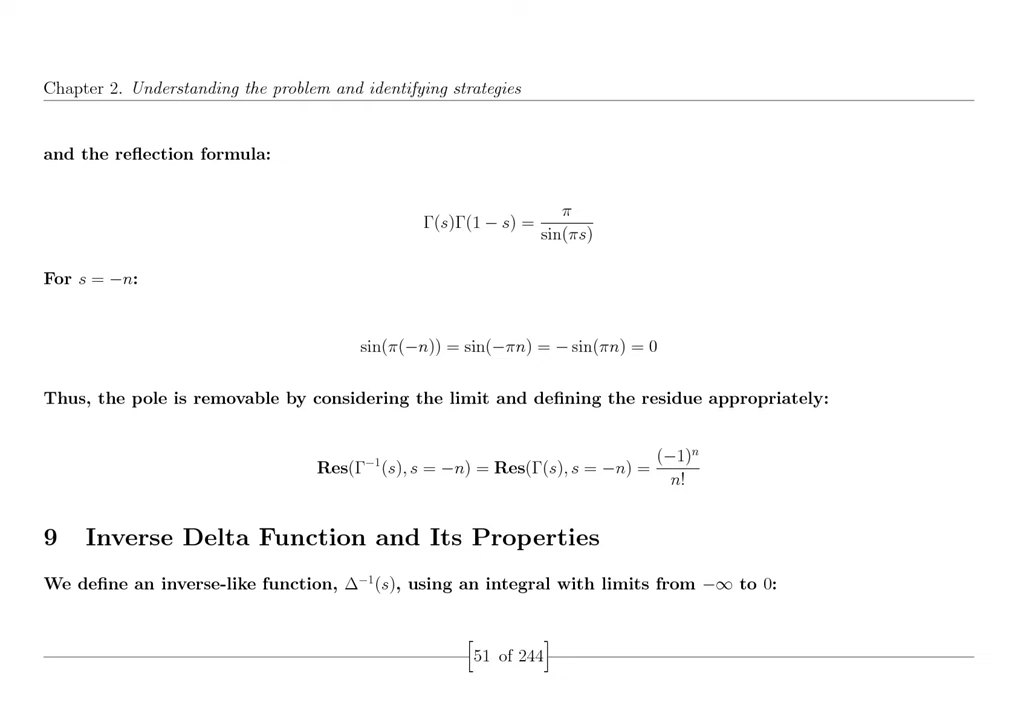 Chapter 2. Understanding the problem and identifying strategies
and the reflection formula:
Γ(s)Γ(1 − s) = π / sin(πs)
For s = −n:
sin(π(−n)) = sin(−πn) = − sin(πn) = 0
Thus, the pole is removable by considering the limit and defining the residue appropriately:
Res(Γ⁻¹(s), s = −n) = Res(Γ(s), s = −n) = (−1)ⁿ / n!
9 Inverse Delta Function and Its Properties
We define an inverse-like function, Δ⁻¹(s), using an integral with limits from −∞ to 0:
[51 of 244]